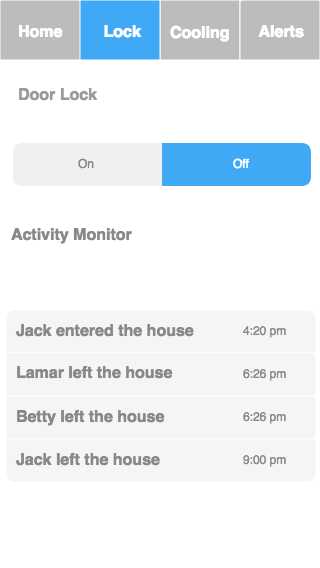 Home Lock Cooling Alerts
Door Lock
On Off
Activity Monitor
Jack entered the house 4:20 pm
Lamar left the house 6:26 pm
Betty left the house 6:26 pm
Jack left the house 9:00 pm